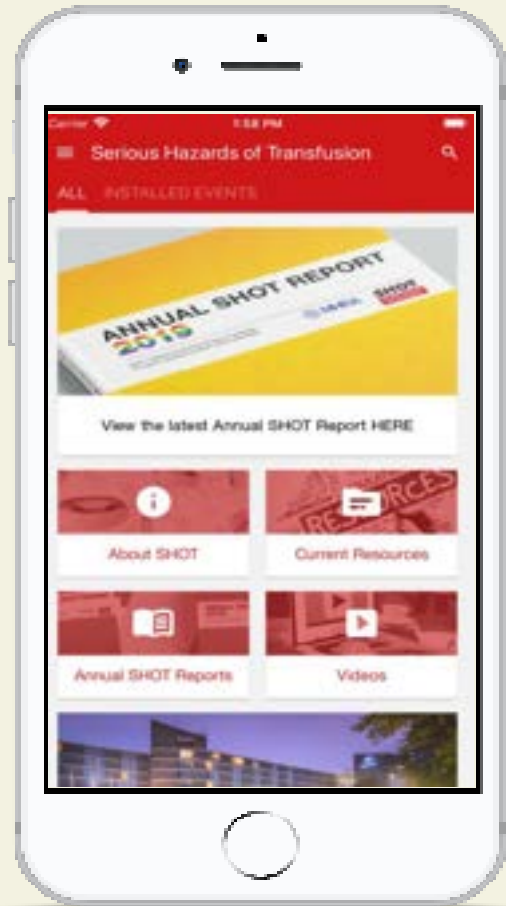 Carrier 1:58 PM
Serious Hazards of Transfusion
ALL INSTALLED EVENTS
ANNUAL SHOT REPORT
2019
MHRA SHOT
View the latest Annual SHOT Report HERE
RESOURCES
About SHOT Current Resources
Annual SHOT Reports Videos